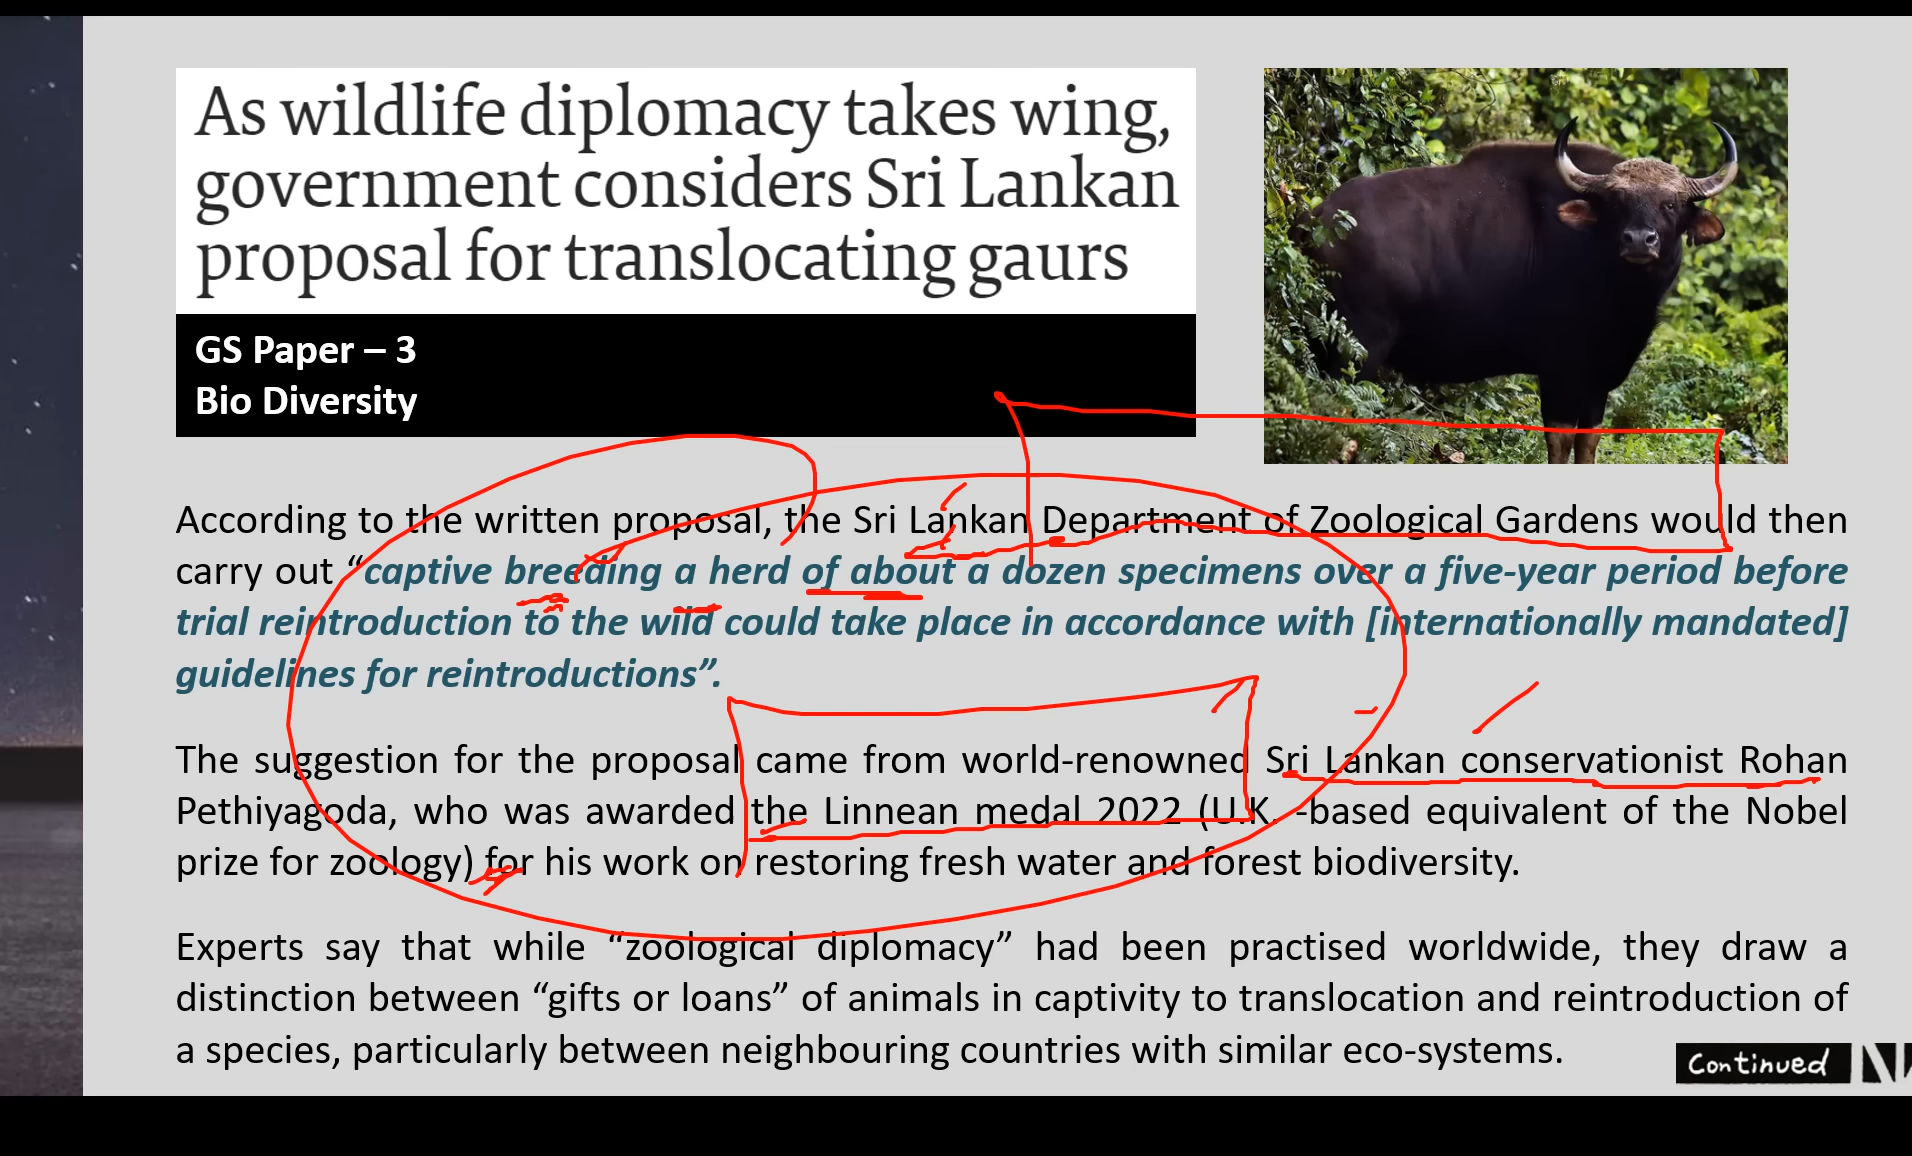 As wildlife diplomacy takes wing,
government considers Sri Lankan
proposal for translocating gaurs
GS Paper – 3
Bio Diversity
According to the written proposal, the Sri Lankan Department of Zoological Gardens would then
carry out “captive breeding a herd of about a dozen specimens over a five-year period before
trial reintroduction to the wild could take place in accordance with [internationally mandated]
guidelines for reintroductions”.
The suggestion for the proposal came from world-renowned Sri Lankan conservationist Rohan
Pethiyagoda, who was awarded the Linnean medal 2022 (U.K. -based equivalent of the Nobel
prize for zoology) for his work on restoring fresh water and forest biodiversity.
Experts say that while “zoological diplomacy” had been practised worldwide, they draw a
distinction between “gifts or loans” of animals in captivity to translocation and reintroduction of
a species, particularly between neighbouring countries with similar eco-systems.
Continued